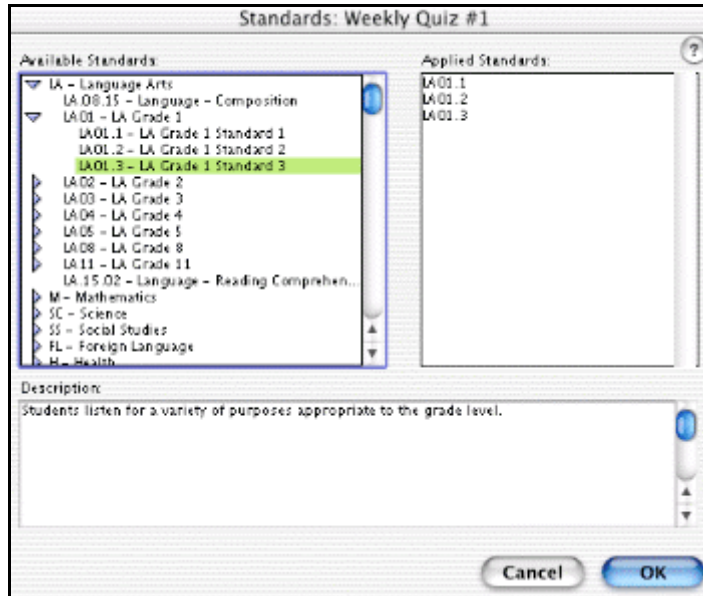 Standards: Weekly Quiz #1
?
Available Standards:
LA – Language Arts
LA.08.15 – Language – Composition
LA01 – LA Grade 1
LA01.1 – LA Grade 1 Standard 1
LA01.2 – LA Grade 1 Standard 2
LA01.3 – LA Grade 1 Standard 3
LA02 – LA Grade 2
LA03 – LA Grade 3
LA04 – LA Grade 4
LA05 – LA Grade 5
LA08 – LA Grade 8
LA11 – LA Grade 11
LA.15.02 – Language – Reading Comprehen...
M – Mathematics
SC – Science
SS – Social Studies
FL – Foreign Language
H – Health
Applied Standards:
LA01.1
LA01.2
LA01.3
Description:
Students listen for a variety of purposes appropriate to the grade level.
Cancel
OK